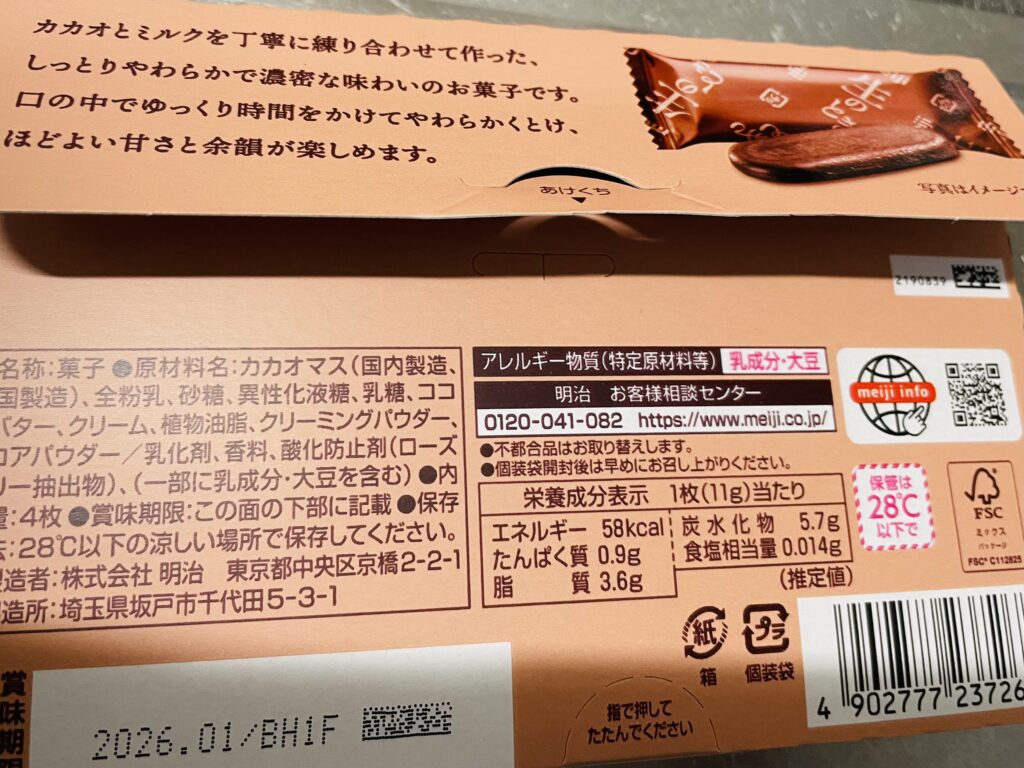 カカオとミルクを丁寧に練り合わせて作った、
しっとりやわらかで濃密な味わいのお菓子です。
口の中でゆっくり時間をかけてやわらかくとけ、
ほどよい甘さと余韻が楽しめます。
あけくち
写真はイメージ
2190839
名称:菓子 ●原材料名:カカオマス(国内製造、
国製造)、全粉乳、砂糖、異性化液糖、乳糖、ココ
バター、クリーム、植物油脂、クリーミングパウダー、
コアパウダー/乳化剤、香料、酸化防止剤(ローズ
リー抽出物)、(一部に乳成分・大豆を含む) ●内
量:4枚 ●賞味期限:この面の下部に記載 ●保存
法:28℃以下の涼しい場所で保存してください。
製造者:株式会社 明治 東京都中央区京橋2-2-1
造所:埼玉県坂戸市千代田5-3-1
アレルギー物質(特定原材料等) 乳成分・大豆
明治 お客様相談センター
0120-041-082 https://www.meiji.co.jp/
●不都合品はお取り替えします。
●個装袋開封後は早めにお召し上がりください。
栄養成分表示 1枚(11g)当たり
エネルギー 58kcal
たんぱく質 0.9g
脂質 3.6g
炭水化物 5.7g
食塩相当量 0.014g
(推定値)
meiji info
保管は
28℃
以下で
FSC
ミックス
パッケージ
FSC® C112825
紙
箱
プラ
個装袋
指で押して
たたんでください
4 902777 23726
賞味期限
2026.01/BH1F